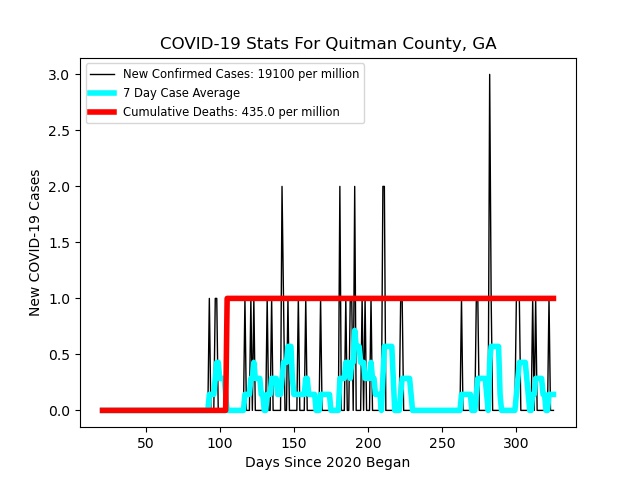 COVID-19 Stats For Quitman County, GA
New Confirmed Cases: 19100 per million
7 Day Case Average
Cumulative Deaths: 435.0 per million
New COVID-19 Cases
3.0
2.5
2.0
1.5
1.0
0.5
0.0
50 100 150 200 250 300
Days Since 2020 Began